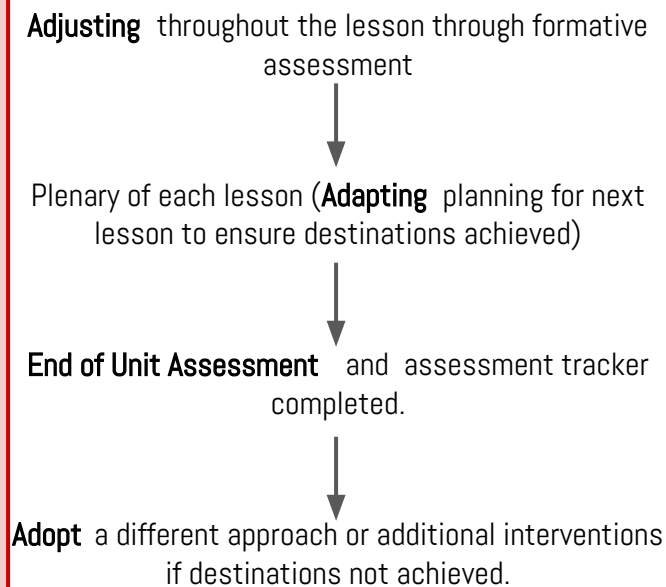 Adjusting throughout the lesson through formative
assessment
Plenary of each lesson (Adapting planning for next
lesson to ensure destinations achieved)
End of Unit Assessment and assessment tracker
completed.
Adopt a different approach or additional interventions
if destinations not achieved.